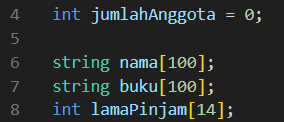 4 int jumlahAnggota = 0;
5
6 string nama[100];
7 string buku[100];
8 int lamaPinjam[14];